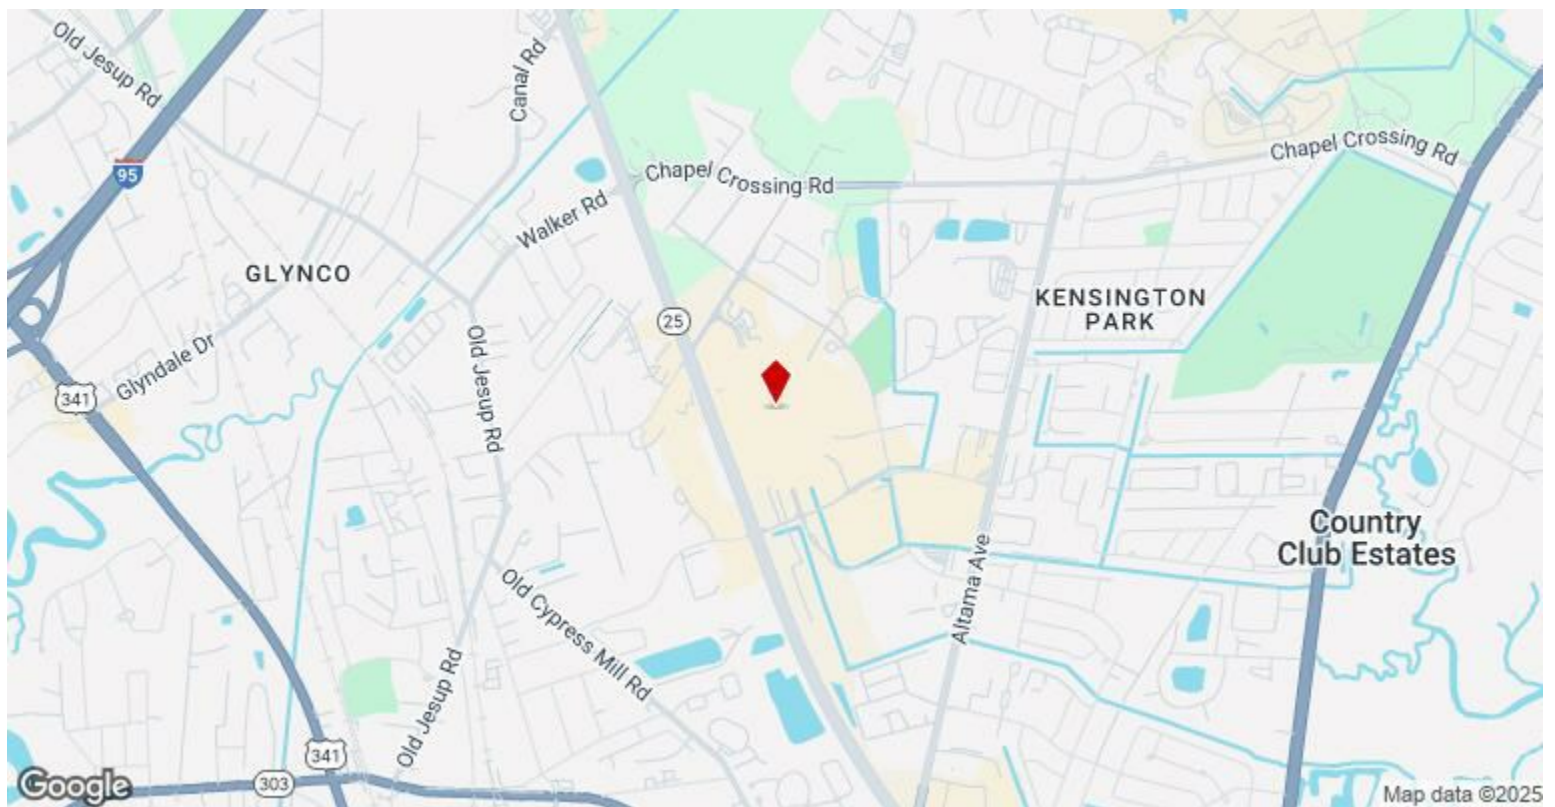 Old Jesup Rd
Canal Rd
95
Chapel Crossing Rd
Chapel Crossing Rd
Walker Rd
GLYNCO
KENSINGTON
PARK
25
Old Jesup Rd
Glyndale Dr
341
Country
Club Estates
Altama Ave
Old Cypress Mill Rd
Old Jesup Rd
341
303
Google
Map data ©2025